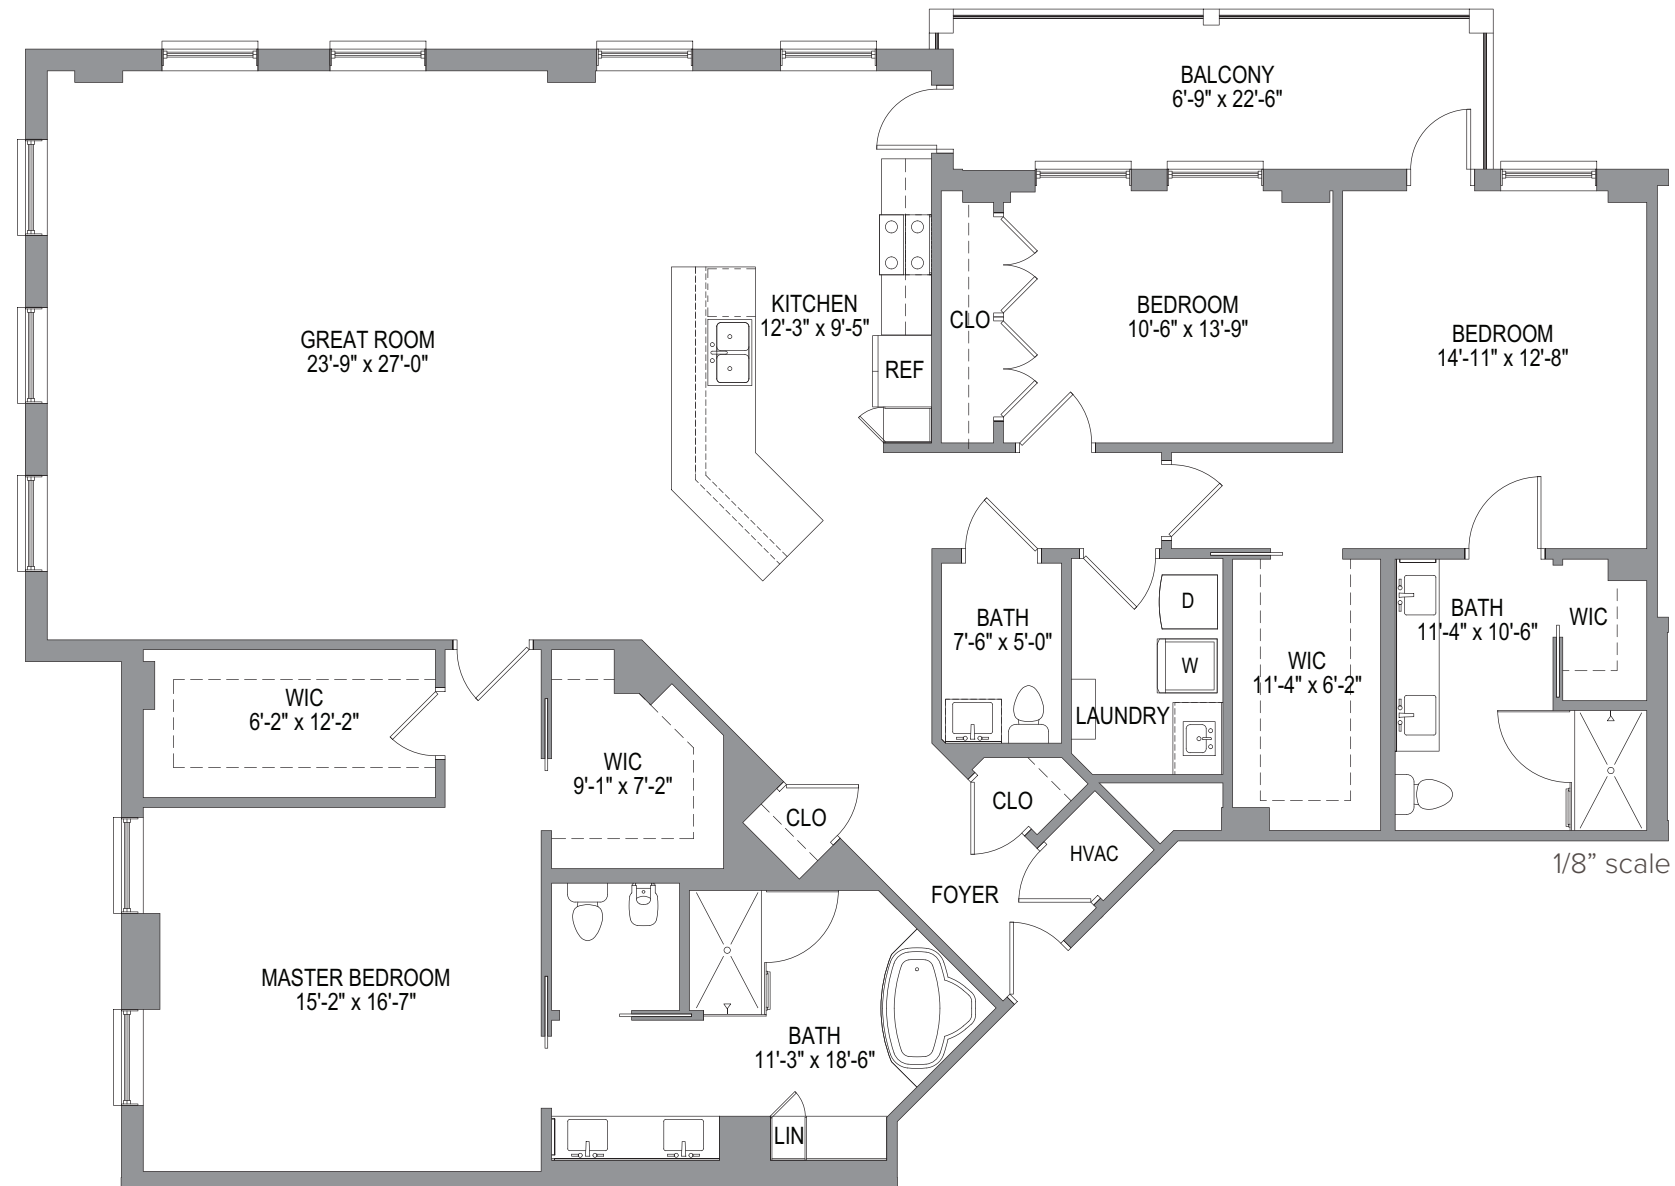 BALCONY
6'-9" x 22'-6"
GREAT ROOM
23'-9" x 27'-0"
KITCHEN
12'-3" x 9'-5"
REF
CLO
BEDROOM
10'-6" x 13'-9"
BEDROOM
14'-11" x 12'-8"
BATH
7'-6" x 5'-0"
D
W
LAUNDRY
WIC
11'-4" x 6'-2"
BATH
11'-4" x 10'-6"
WIC
WIC
6'-2" x 12'-2"
WIC
9'-1" x 7'-2"
CLO
CLO
HVAC
FOYER
1/8” scale
MASTER BEDROOM
15'-2" x 16'-7"
BATH
11'-3" x 18'-6"
LIN